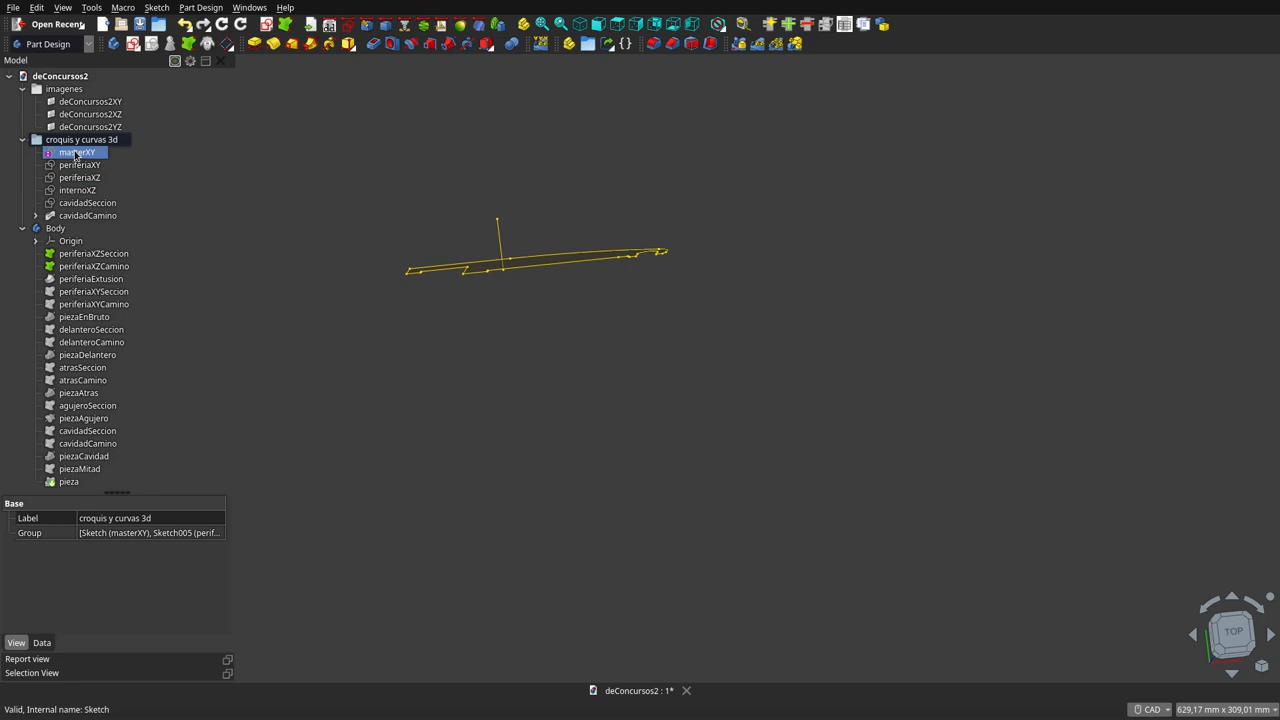 File Edit View Tools Macro Sketch Part Design Windows Help
Open Recent
Part Design
Model
deConcursos2
imagenes
deConcursos2XY
deConcursos2XZ
deConcursos2YZ
croquis y curvas 3d
masterXY
periferiaXY
periferiaXZ
internoXZ
cavidadSeccion
cavidadCamino
Body
Origin
periferiaXZSeccion
periferiaXZCamino
periferiaExtusion
periferiaXYSeccion
periferiaXYCamino
piezaEnBruto
delanteroSeccion
delanteroCamino
piezaDelantero
atrasSeccion
atrasCamino
piezaAtras
agujeroSeccion
piezaAgujero
cavidadSeccion
cavidadCamino
piezaCavidad
piezaMitad
pieza
Base
Label croquis y curvas 3d
Group [Sketch (masterXY), Sketch005 (perif...
View Data
Report view
Selection View
TOP
deConcursos2 : 1*
Valid, Internal name: Sketch
CAD 629,17 mm x 309,01 mm